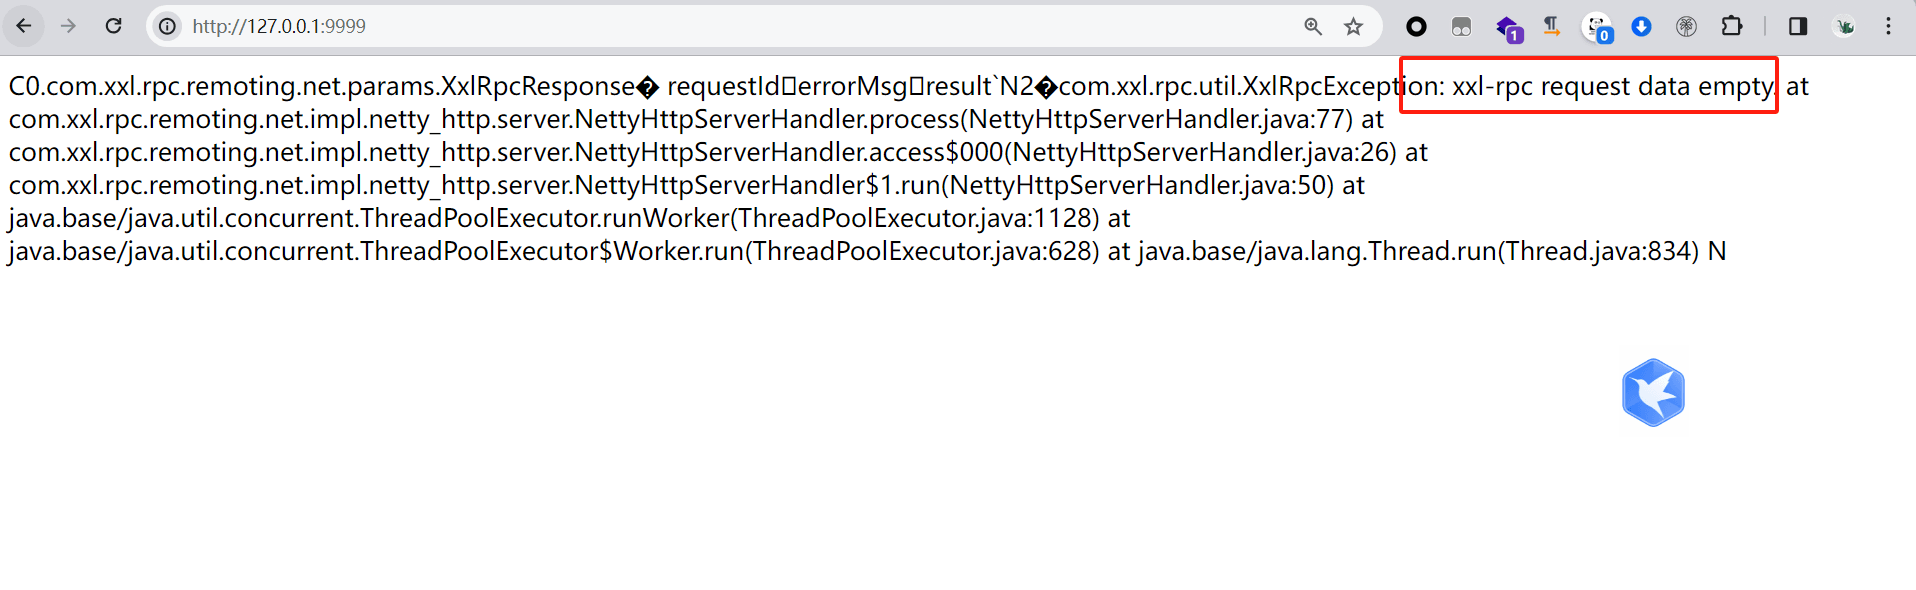 http://127.0.0.1:9999
1
0
C0.com.xxl.rpc.remoting.net.params.XxlRpcResponse� requestId▯errorMsg▯result`N2�com.xxl.rpc.util.XxlRpcException: xxl-rpc request data empty. at
com.xxl.rpc.remoting.net.impl.netty_http.server.NettyHttpServerHandler.process(NettyHttpServerHandler.java:77) at
com.xxl.rpc.remoting.net.impl.netty_http.server.NettyHttpServerHandler.access$000(NettyHttpServerHandler.java:26) at
com.xxl.rpc.remoting.net.impl.netty_http.server.NettyHttpServerHandler$1.run(NettyHttpServerHandler.java:50) at
java.base/java.util.concurrent.ThreadPoolExecutor.runWorker(ThreadPoolExecutor.java:1128) at
java.base/java.util.concurrent.ThreadPoolExecutor$Worker.run(ThreadPoolExecutor.java:628) at java.base/java.lang.Thread.run(Thread.java:834) N